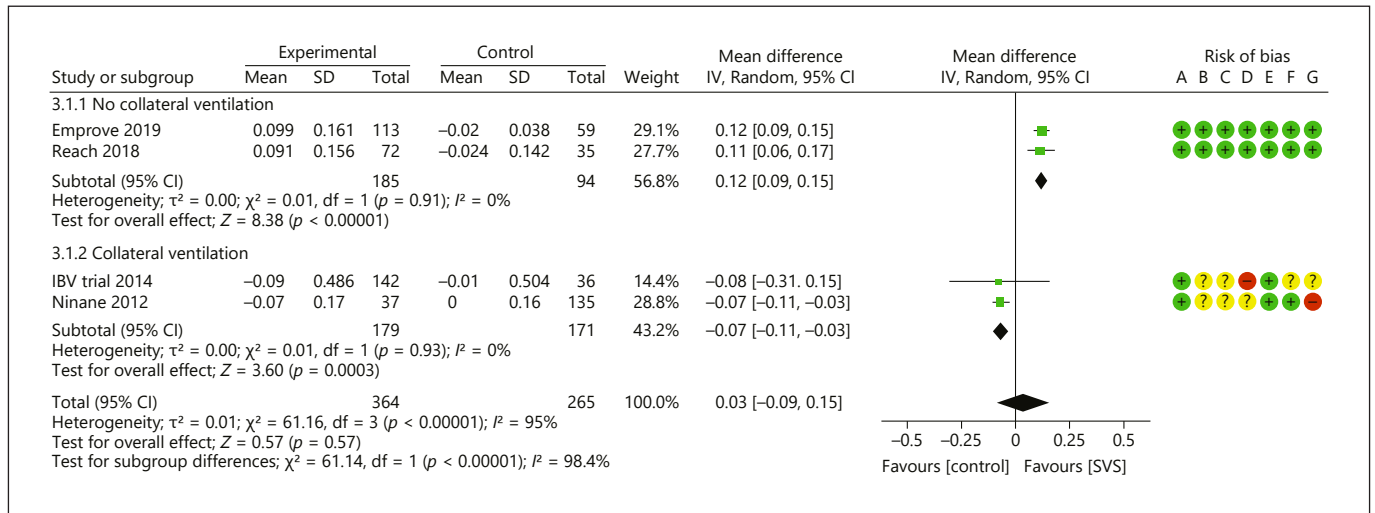 Experimental Control Mean difference Mean difference Risk of bias
Study or subgroup Mean SD Total Mean SD Total Weight IV, Random, 95% CI IV, Random, 95% CI A B C D E F G
3.1.1 No collateral ventilation
Emprove 2019 0.099 0.161 113 −0.02 0.038 59 29.1% 0.12 [0.09, 0.15] + + + + + + +
Reach 2018 0.091 0.156 72 −0.024 0.142 35 27.7% 0.11 [0.06, 0.17] + + + + + + +
Subtotal (95% CI) 185 94 56.8% 0.12 [0.09, 0.15]
Heterogeneity; τ² = 0.00; χ² = 0.01, df = 1 (p = 0.91); I² = 0%
Test for overall effect; Z = 8.38 (p < 0.00001)
3.1.2 Collateral ventilation
IBV trial 2014 −0.09 0.486 142 −0.01 0.504 36 14.4% −0.08 [−0.31. 0.15] + ? ? − + ? ?
Ninane 2012 −0.07 0.17 37 0 0.16 135 28.8% −0.07 [−0.11, −0.03] + ? ? ? + + −
Subtotal (95% CI) 179 171 43.2% −0.07 [−0.11, −0.03]
Heterogeneity; τ² = 0.00; χ² = 0.01, df = 1 (p = 0.93); I² = 0%
Test for overall effect; Z = 3.60 (p = 0.0003)
Total (95% CI) 364 265 100.0% 0.03 [−0.09, 0.15]
Heterogeneity; τ² = 0.01; χ² = 61.16, df = 3 (p < 0.00001); I² = 95%
Test for overall effect; Z = 0.57 (p = 0.57)
Test for subgroup differences; χ² = 61.14, df = 1 (p < 0.00001); I² = 98.4%
−0.5 −0.25 0 0.25 0.5
Favours [control] Favours [SVS]